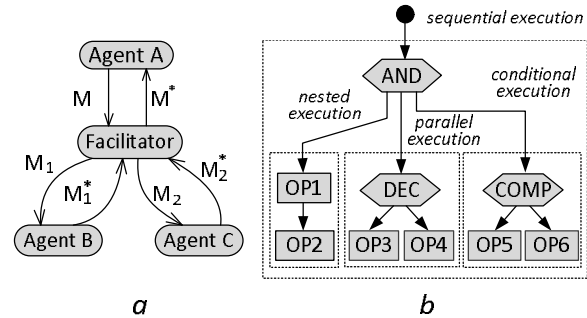 Agent A
M
M*
Facilitator
M1
M1*
M2
M2*
Agent B
Agent C
a
sequential execution
AND
nested
execution
parallel
execution
conditional
execution
OP1
DEC
COMP
OP2
OP3
OP4
OP5
OP6
b